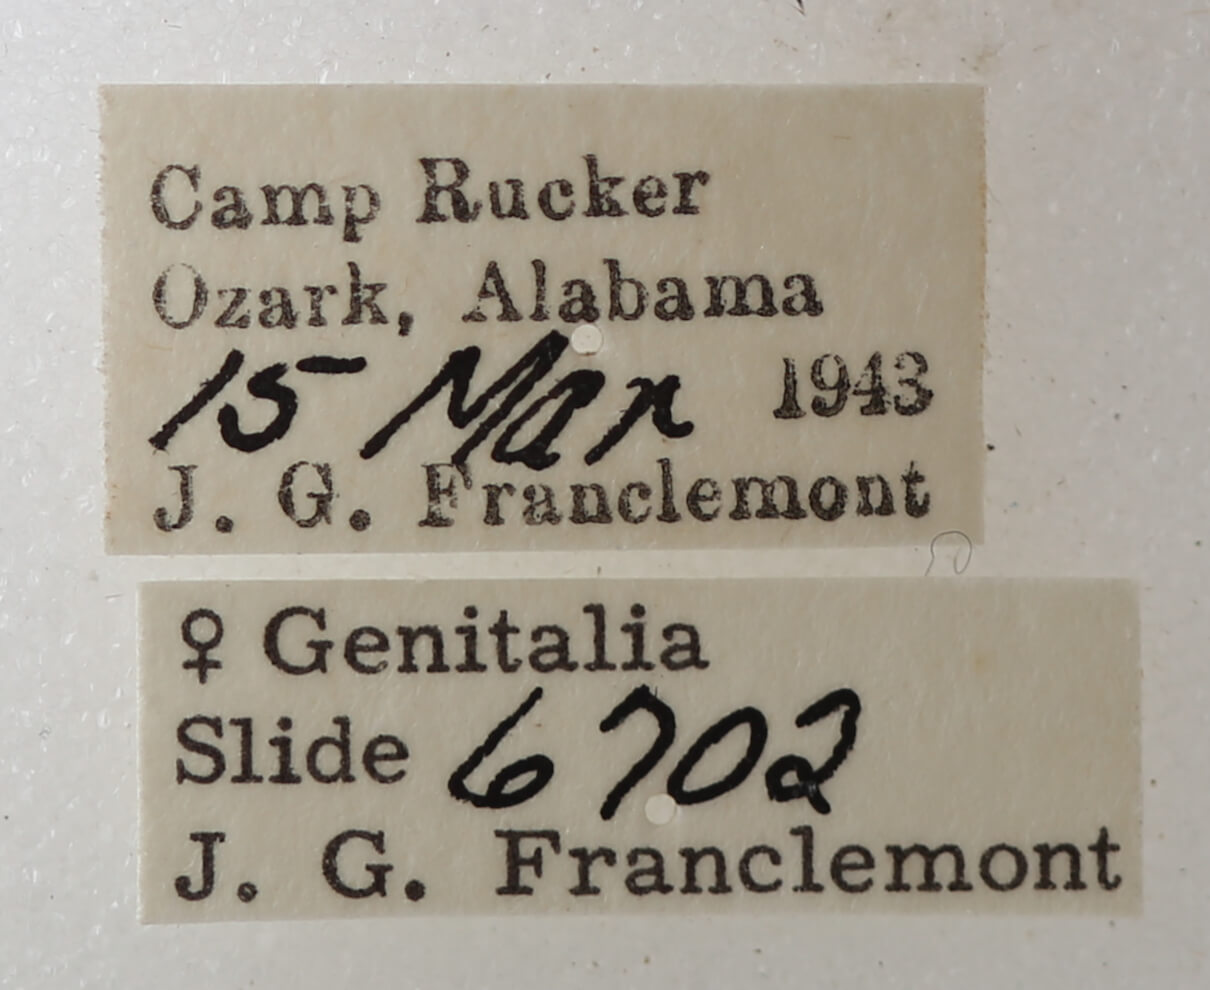 Camp Rucker
Ozark, Alabama
15 Mar 1943
J. G. Franclemont
♀ Genitalia
Slide 6702
J. G. Franclemont